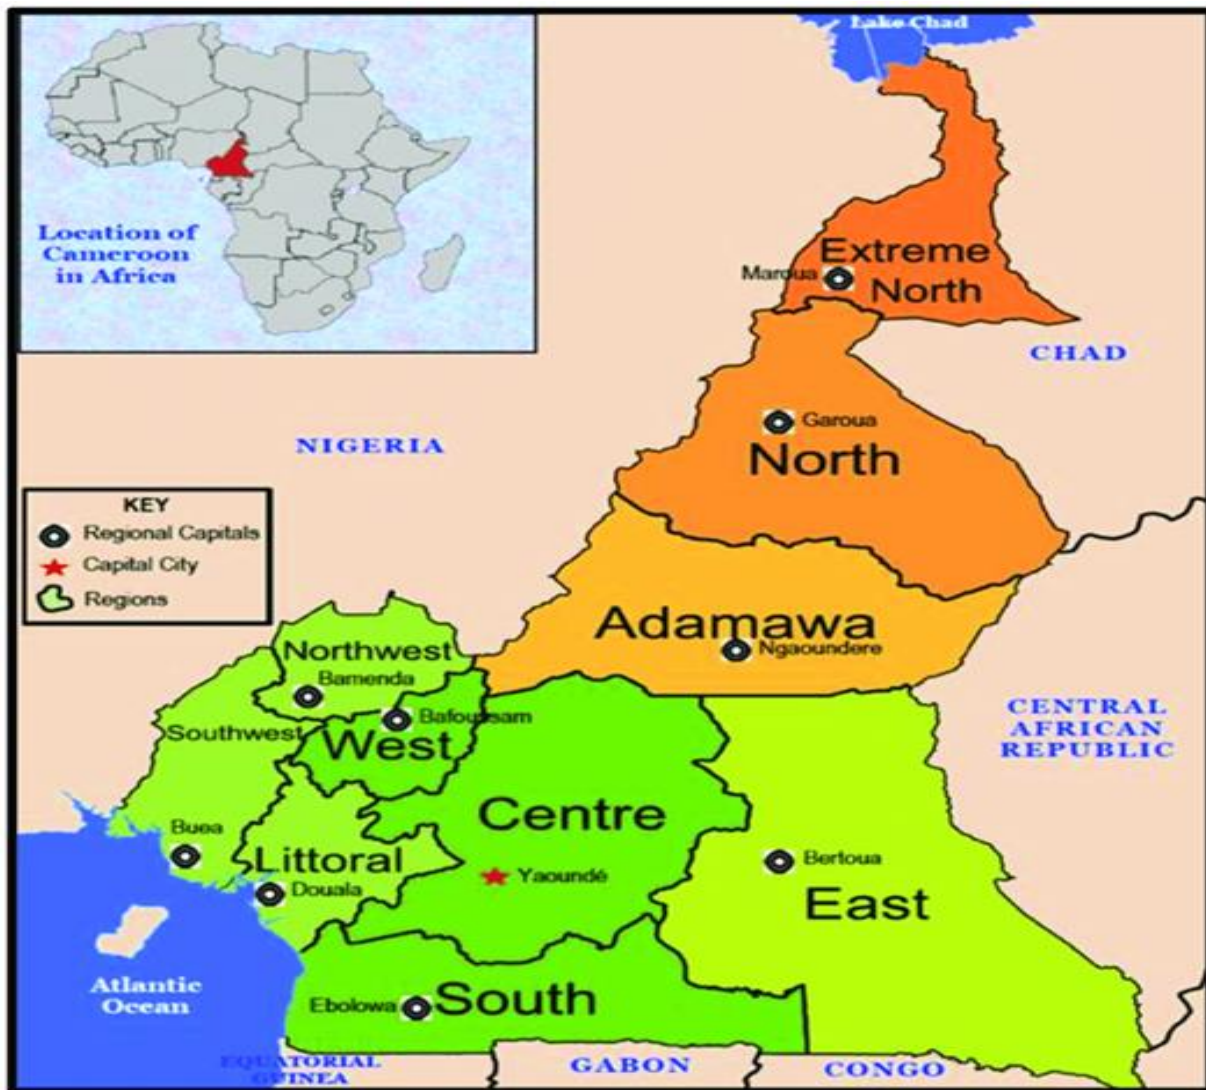 Lake Chad
Location of
Cameroon
in Africa
Extreme
North
Maroua
CHAD
Garoua
North
NIGERIA
KEY
Regional Capitals
Capital City
Regions
Adamawa
Ngaoundere
Northwest
Bamenda
Bafoussam
Southwest
West
CENTRAL
AFRICAN
REPUBLIC
Centre
Buea
Littoral
Bertoua
Yaoundé
Douala
East
Atlantic
Ocean
Ebolowa
South
EQUATORIAL
GUINEA
GABON
CONGO